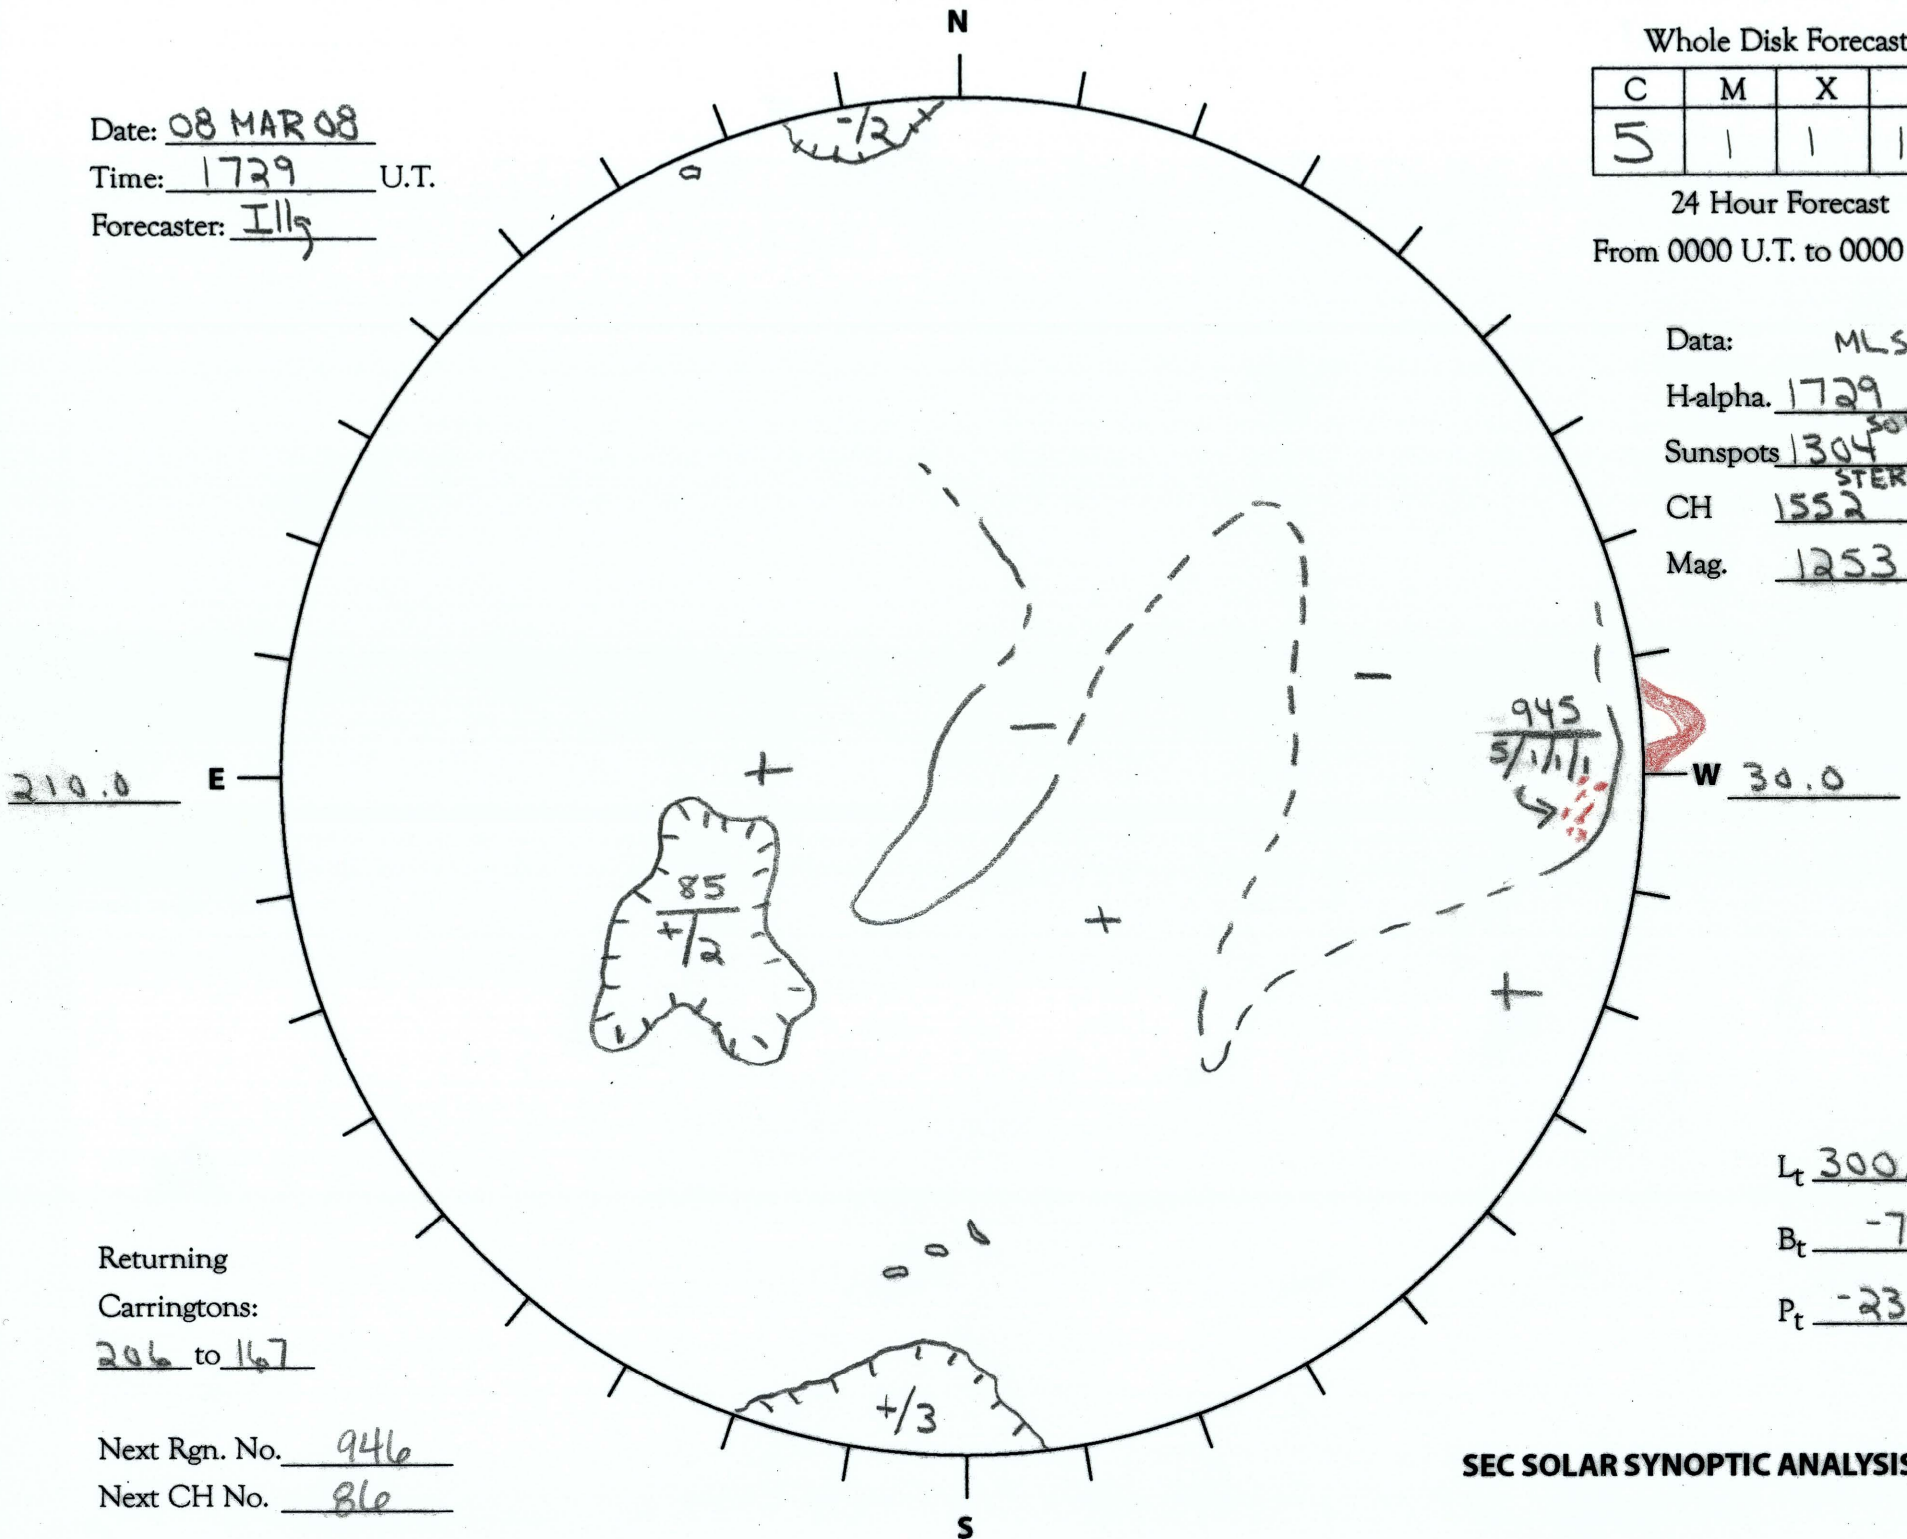 N
Date: 08 MAR 08
Time: 1729 U.T.
Forecaster: Illg
Whole Disk Forecast
C M X
5 1 1 1
24 Hour Forecast
From 0000 U.T. to 0000
-/2
Data: MLS
H-alpha. 1729
Sunspots 1304
CH 1552
Mag. 1253
945
5/1/1/1
210.0 E
W 30.0
85
+/2
Lt 300
Bt -7
Pt -23
Returning
Carringtons:
206 to 167
+/3
Next Rgn. No. 946
Next CH No. 86
SEC SOLAR SYNOPTIC ANALYSIS
S